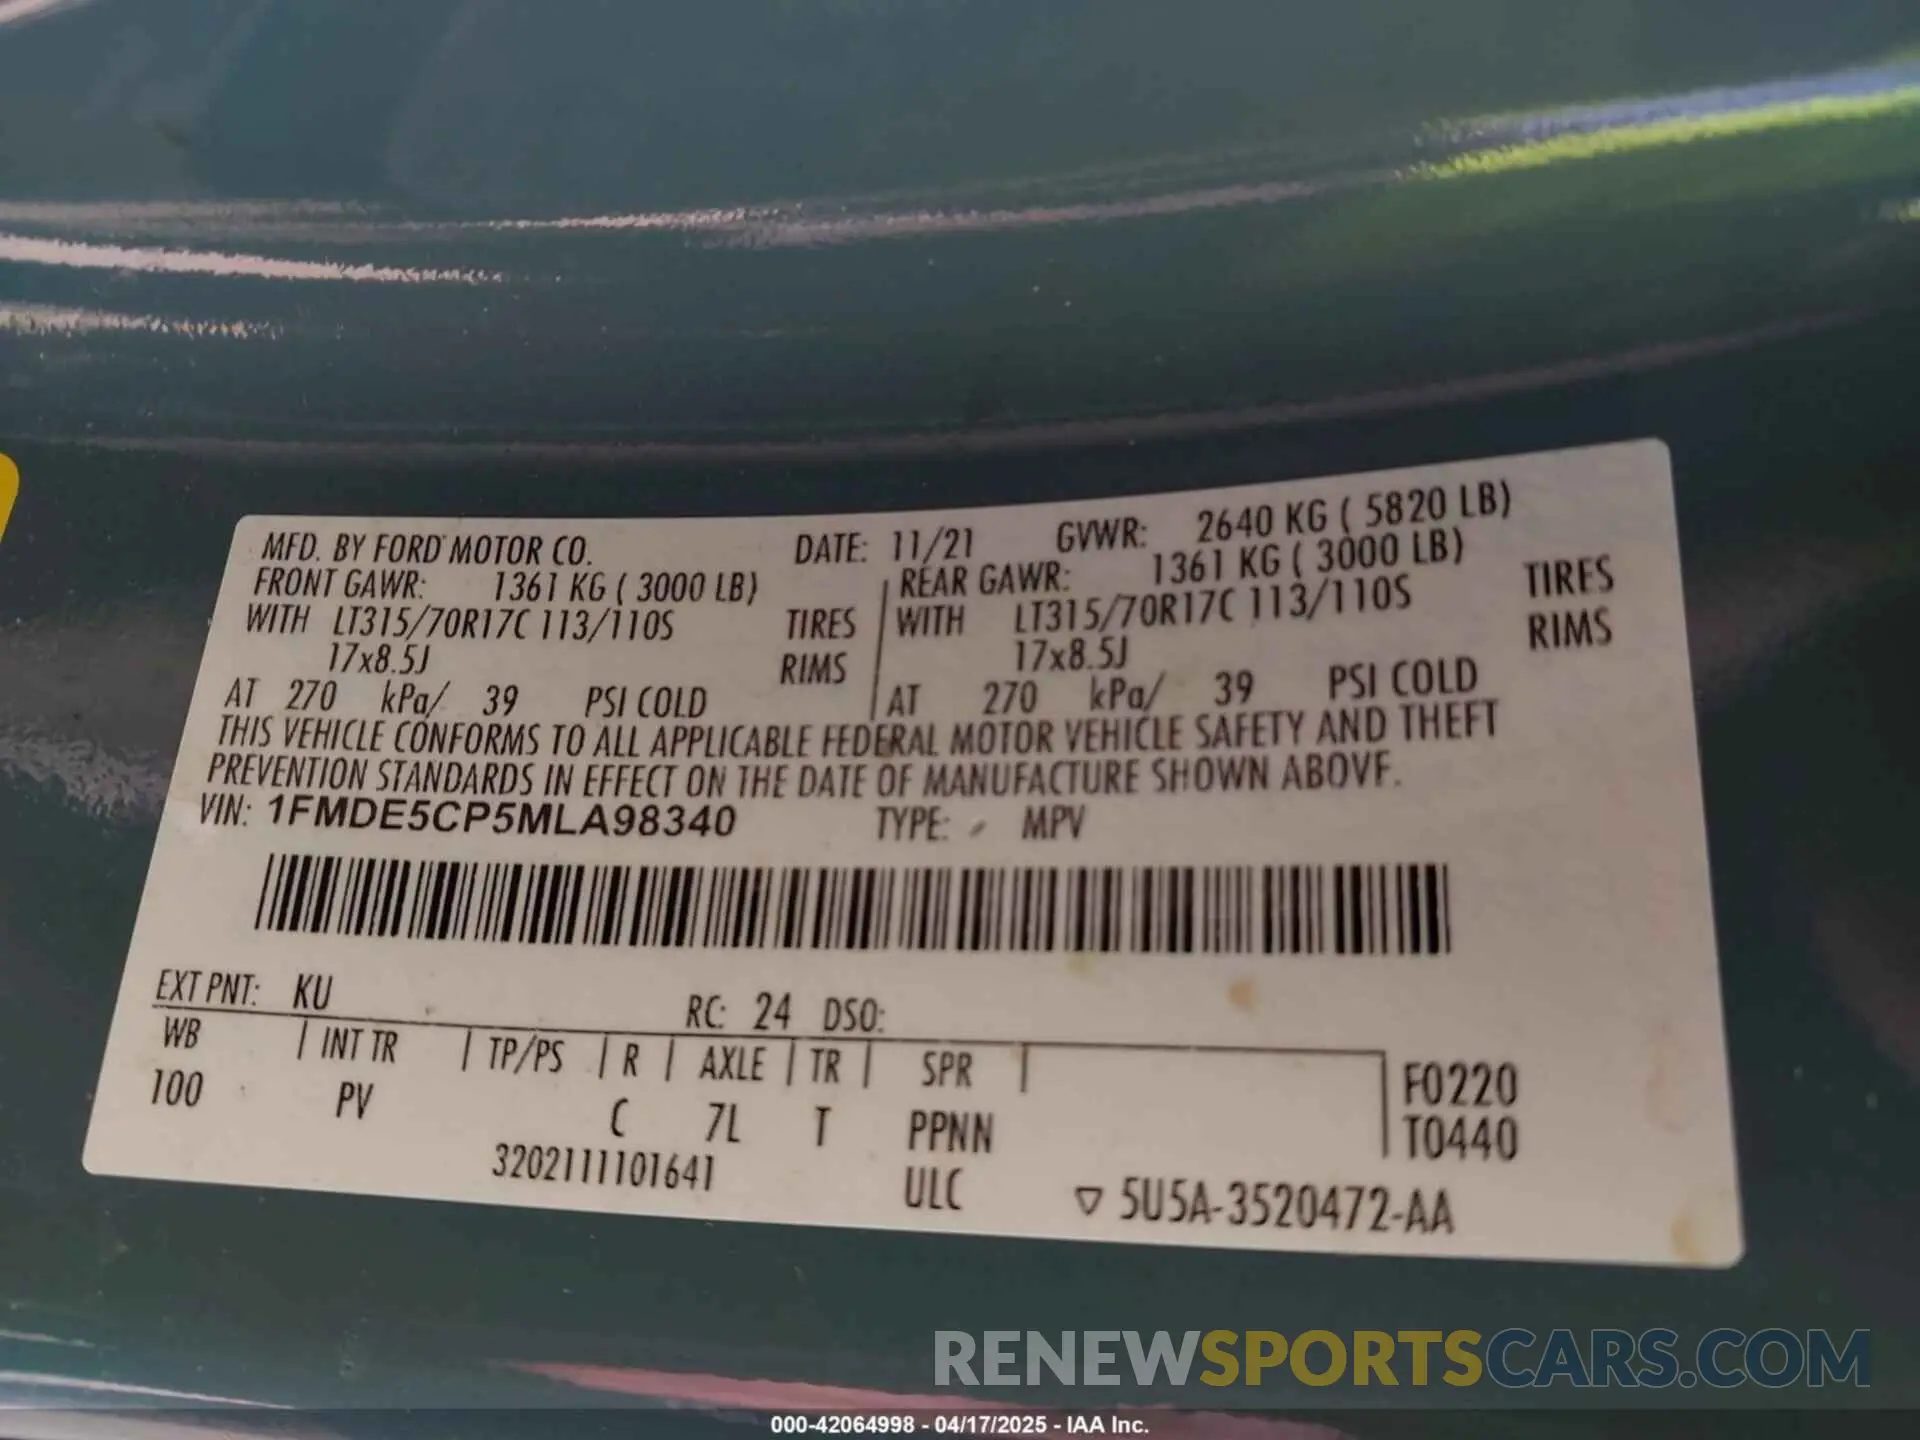 MFD. BY FORD MOTOR CO. DATE: 11/21 GVWR: 2640 KG ( 5820 LB)
FRONT GAWR: 1361 KG ( 3000 LB) REAR GAWR: 1361 KG ( 3000 LB)
WITH LT315/70R17C 113/110S TIRES WITH LT315/70R17C 113/110S TIRES
17x8.5J RIMS 17x8.5J RIMS
AT 270 kPa/ 39 PSI COLD AT 270 kPa/ 39 PSI COLD
THIS VEHICLE CONFORMS TO ALL APPLICABLE FEDERAL MOTOR VEHICLE SAFETY AND THEFT
PREVENTION STANDARDS IN EFFECT ON THE DATE OF MANUFACTURE SHOWN ABOVE.
VIN: 1FMDE5CP5MLA98340 TYPE: MPV
EXT PNT: KU RC: 24 DSO:
WB | INT TR | TP/PS | R | AXLE | TR | SPR | F0220
100 PV C 7L T PPNN T0440
3202111101641 ULC ▽ 5U5A-3520472-AA
RENEWSPORTSCARS.COM
000-42064998 - 04/17/2025 - IAA Inc.